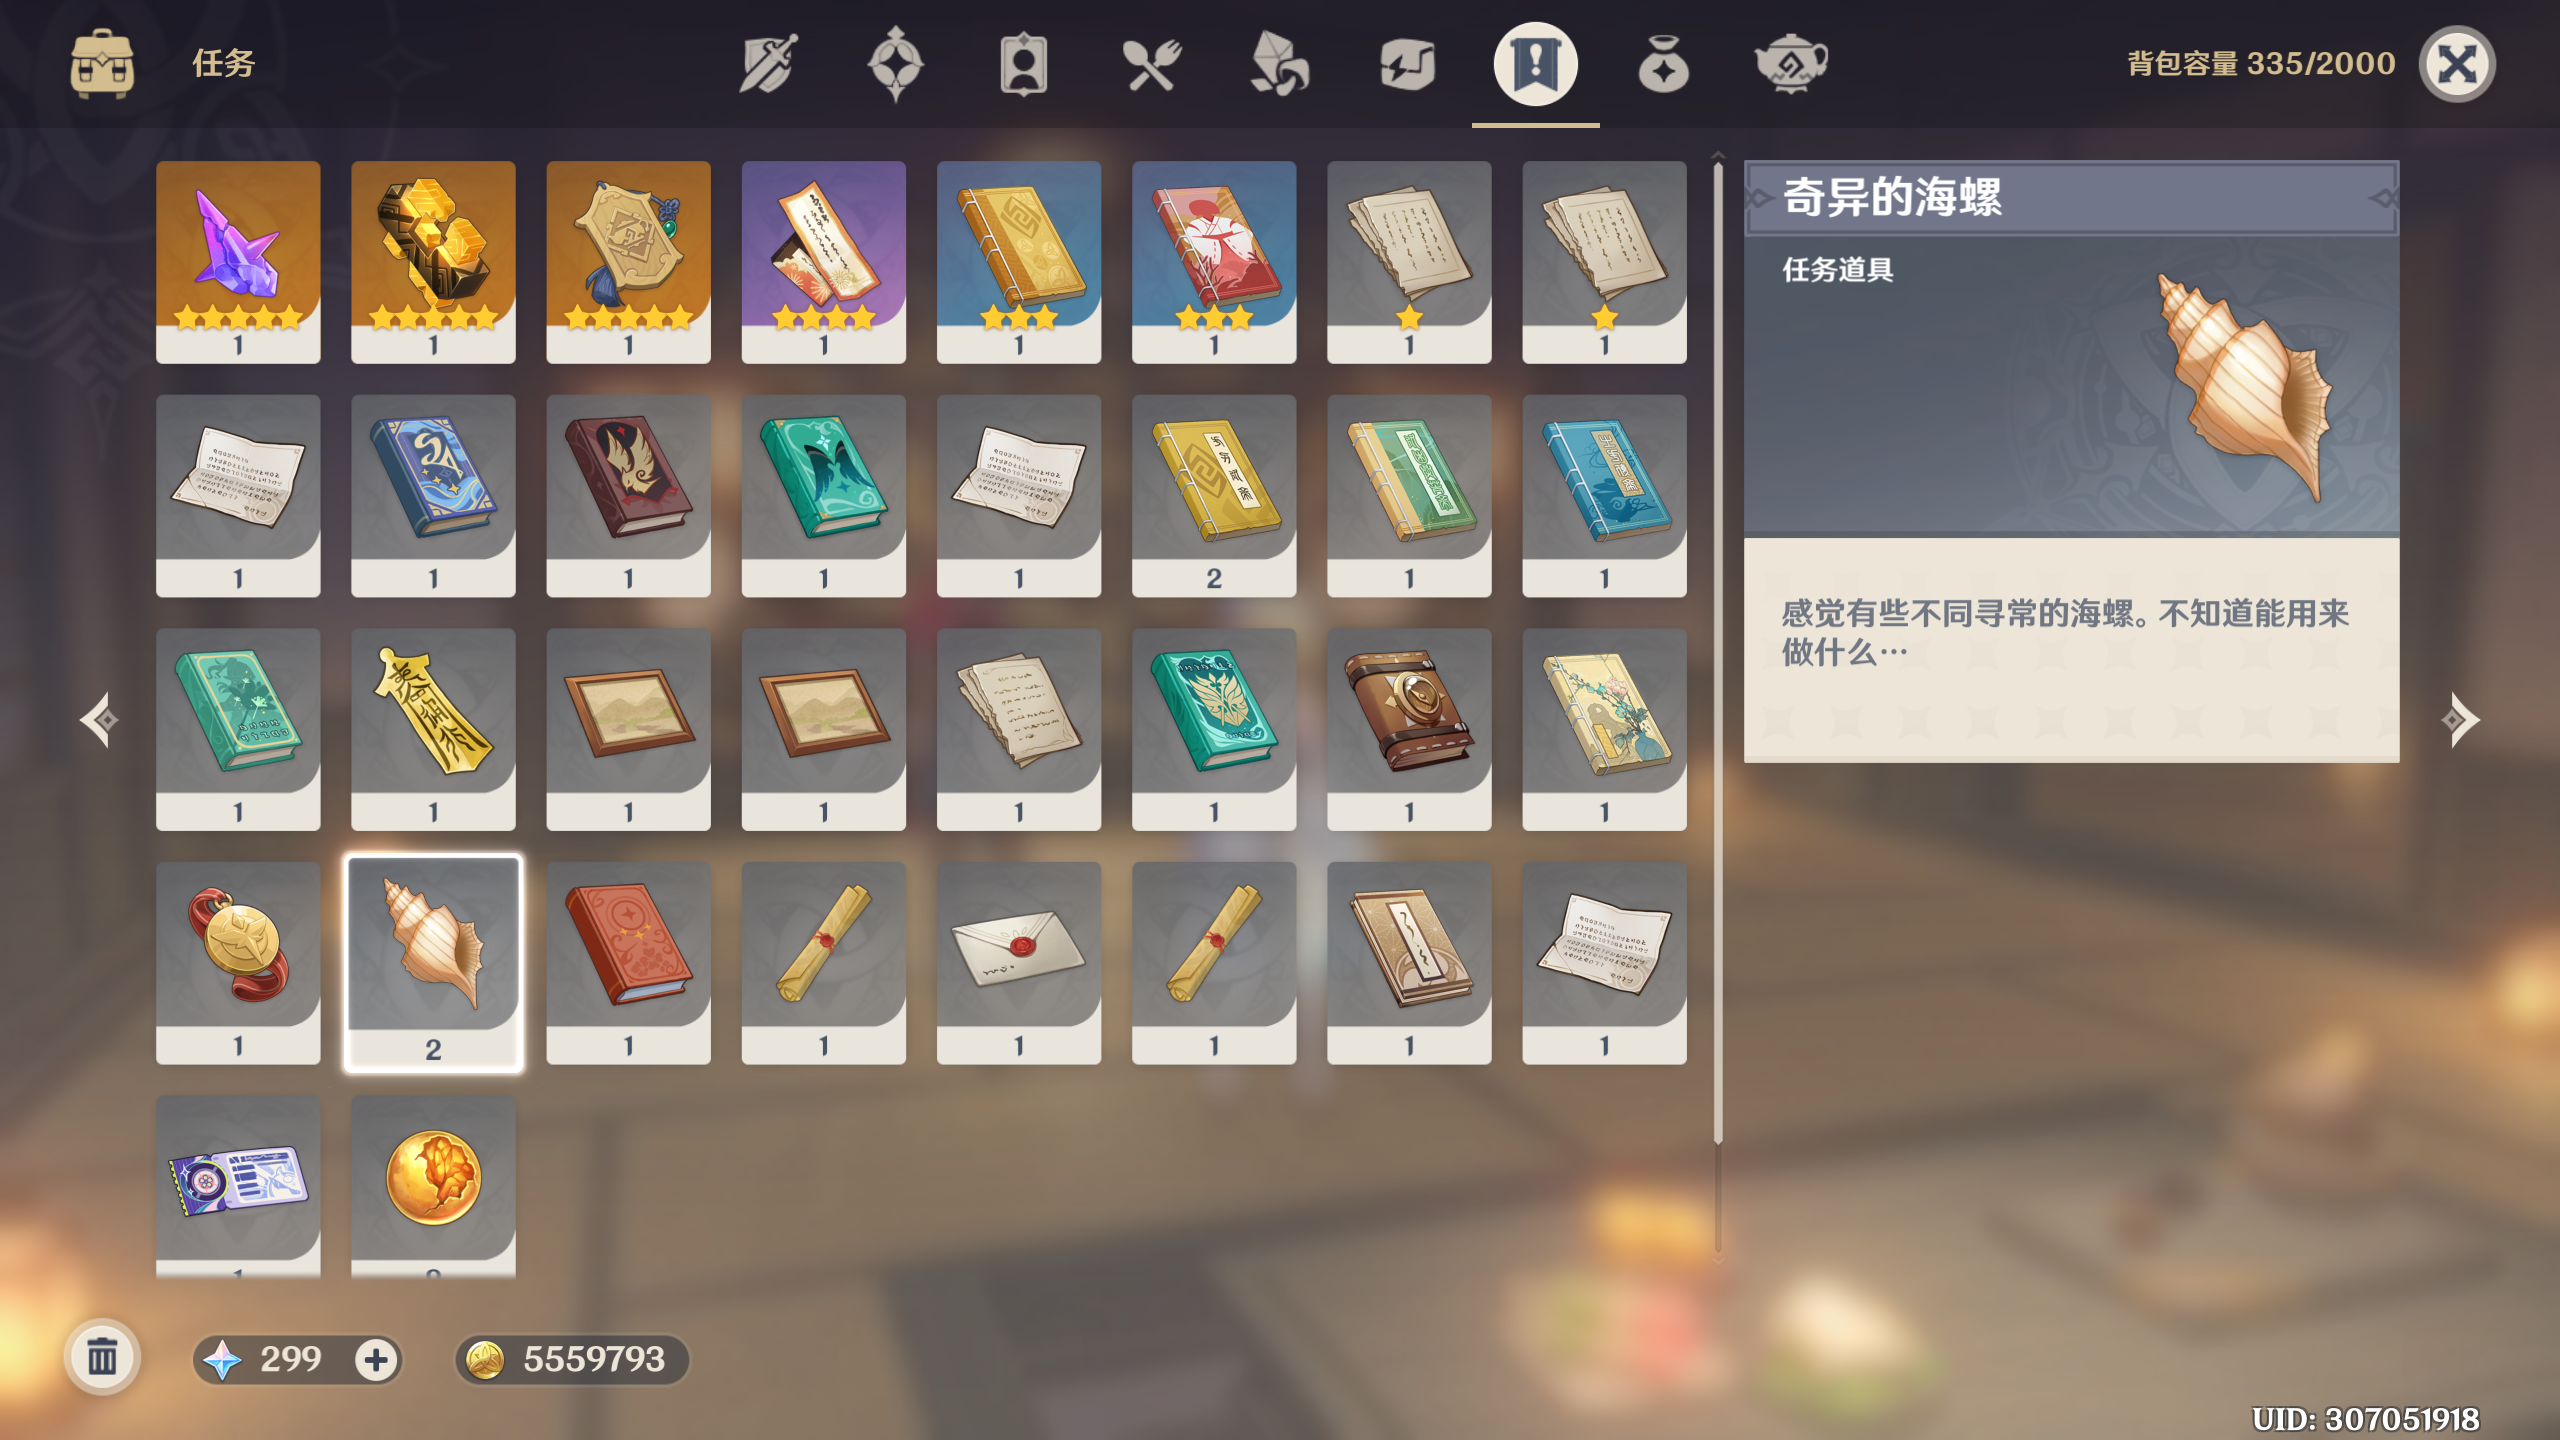 任务
背包容量 335/2000
奇异的海螺
任务道具
感觉有些不同寻常的海螺。不知道能用来
做什么…
1 1 1 1 1 1 1 1
1 1 1 1 1 2 1 1
1 1 1 1 1 1 1 1
1 2 1 1 1 1 1 1
299
5559793
UID: 307051918